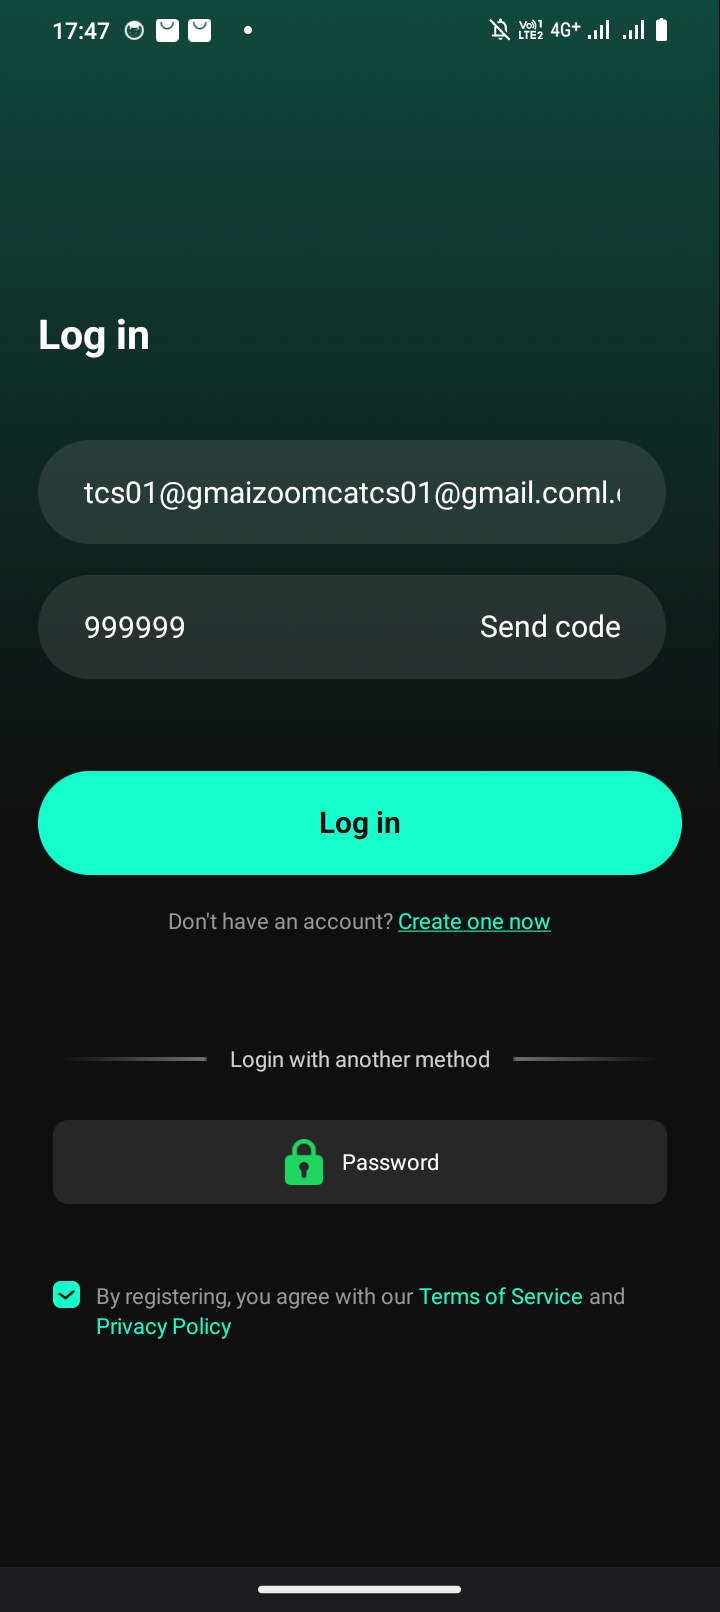 17:47
Vo)) 1
LTE2
4G+
Log in
tcs01@gmaizoomcatcs01@gmail.coml.
999999
Send code
Log in
Don't have an account? Create one now
Login with another method
Password
By registering, you agree with our Terms of Service and
Privacy Policy